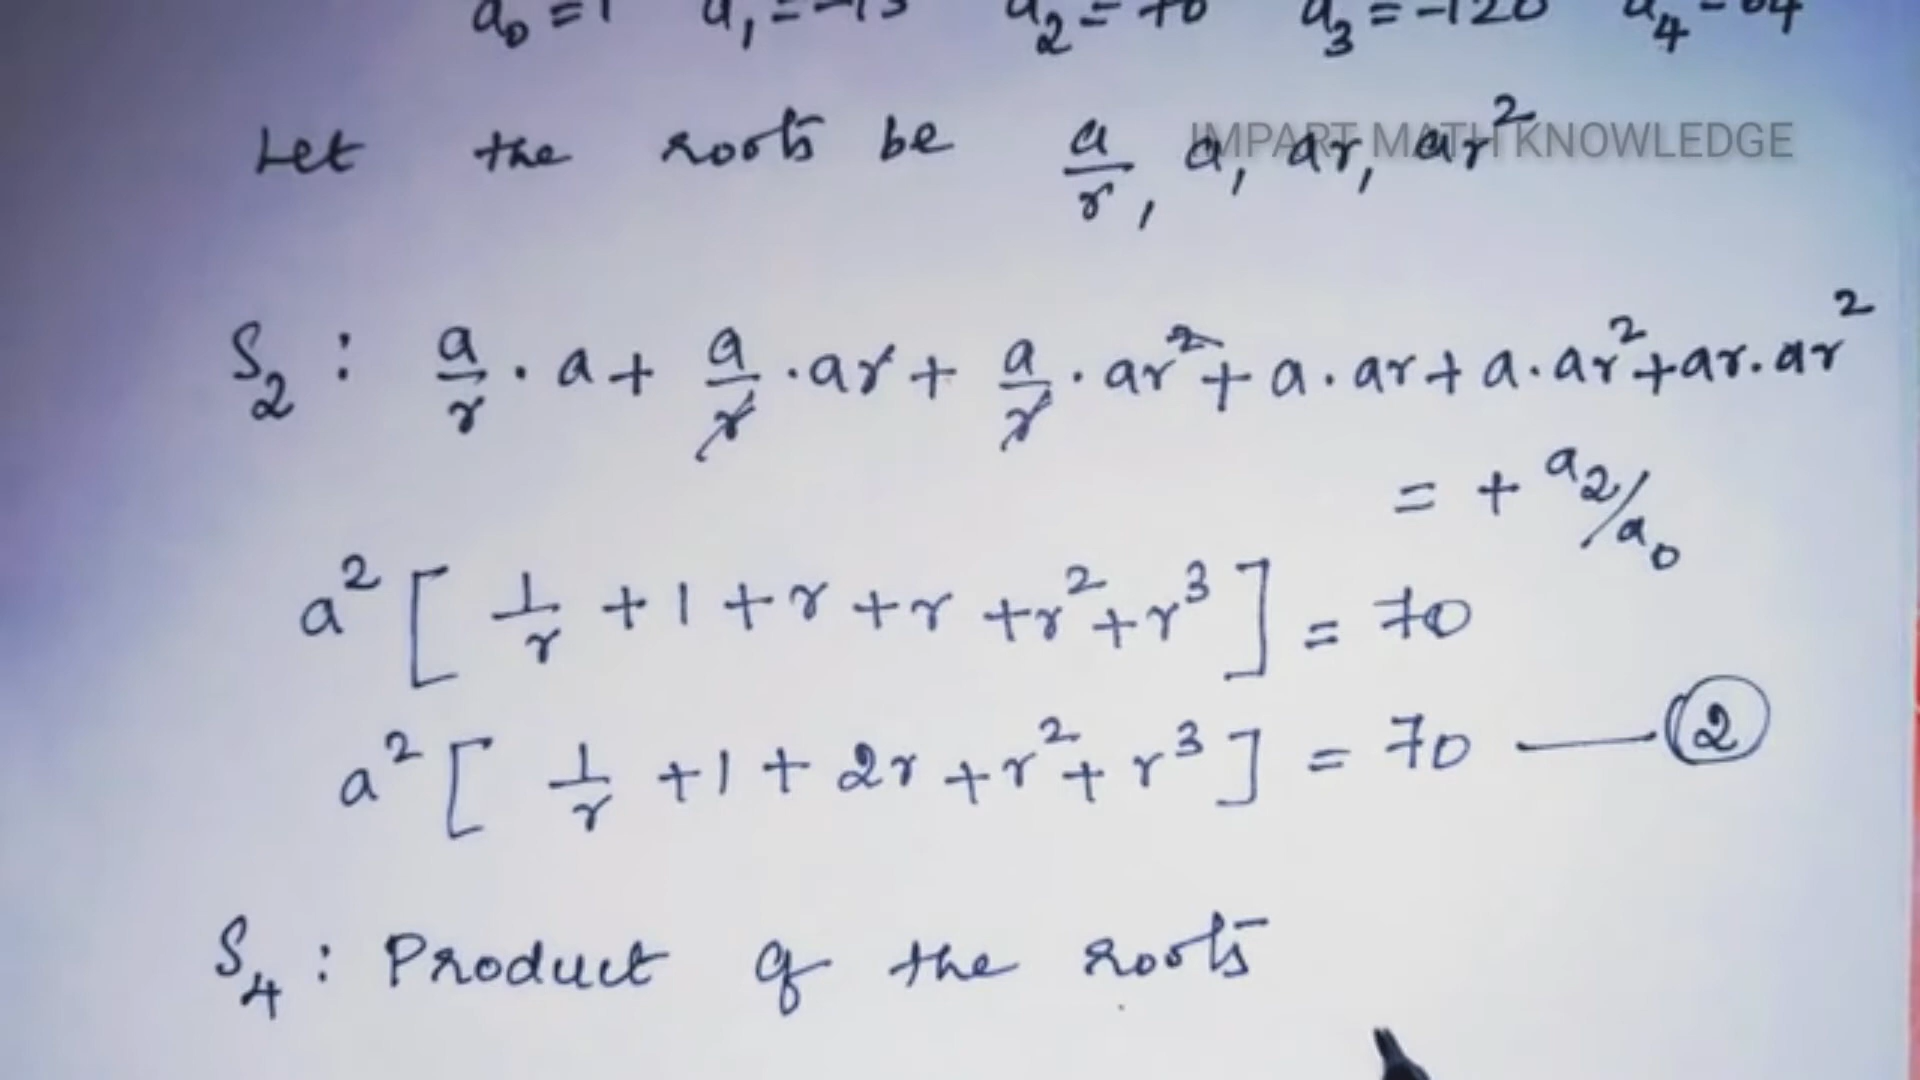 a₀ = 1 a₁ = -15 a₂ = 70 a₃ = -120 a₄ = 64
Let the roots be a/r, a, ar, ar²
IMPART MATH KNOWLEDGE
S₂ : a/r · a + a/r · ar + a/r · ar² + a · ar + a · ar² + ar · ar²
= + a₂/a₀
a² [ 1/r + 1 + r + r + r² + r³ ] = 70
a² [ 1/r + 1 + 2r + r² + r³ ] = 70 — ②
S₄ : Product of the roots